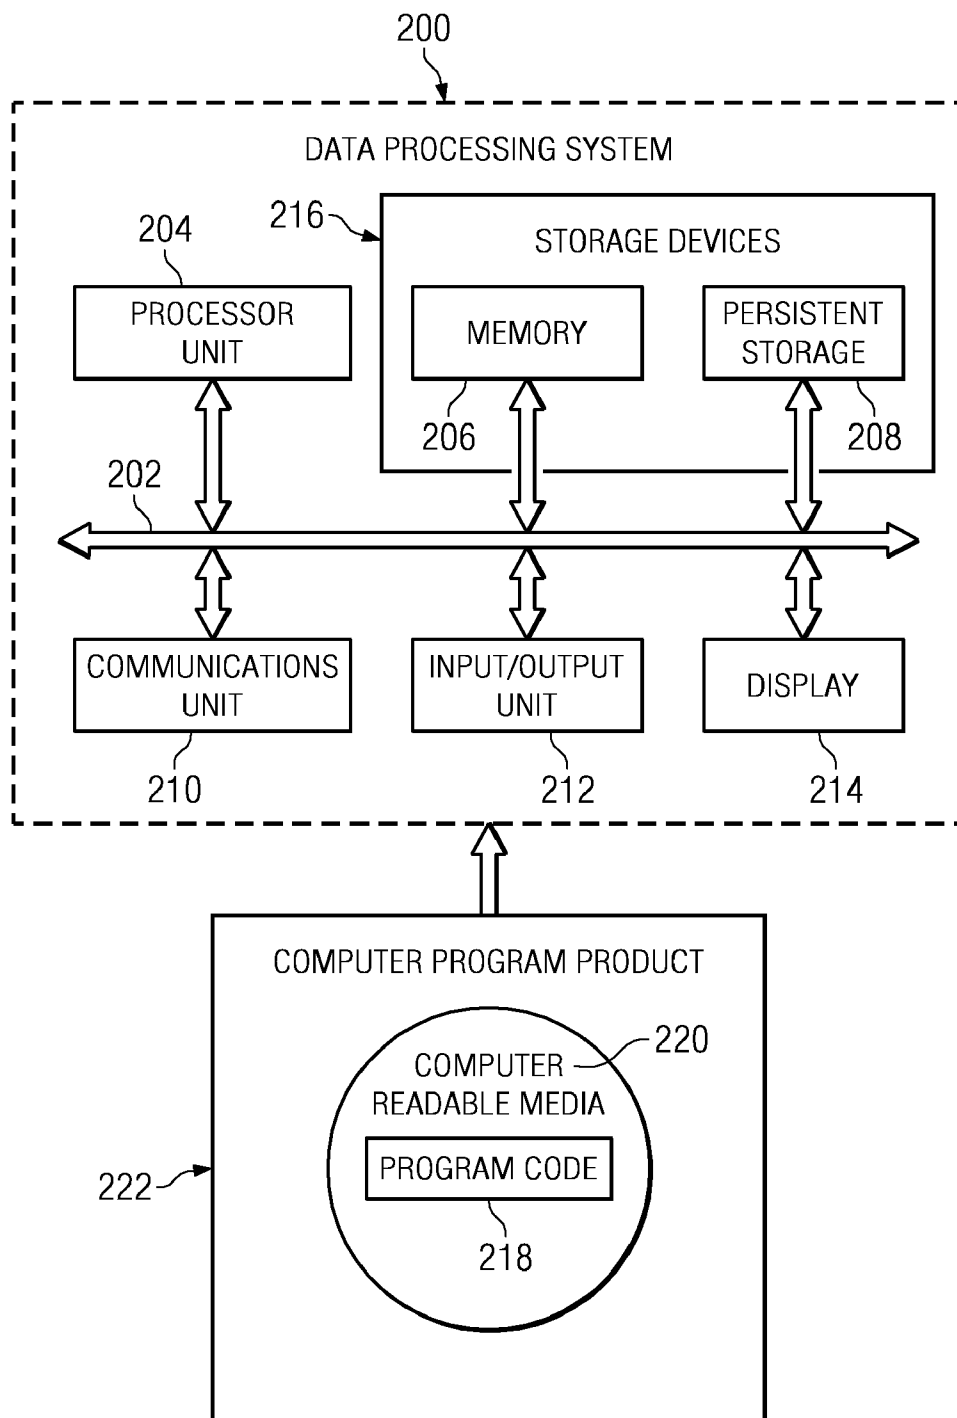 200
DATA PROCESSING SYSTEM
216
STORAGE DEVICES
204
PROCESSOR
UNIT
MEMORY
PERSISTENT
STORAGE
206
208
202
COMMUNICATIONS
UNIT
INPUT/OUTPUT
UNIT
DISPLAY
210
212
214
COMPUTER PROGRAM PRODUCT
220
COMPUTER
READABLE MEDIA
PROGRAM CODE
222
218